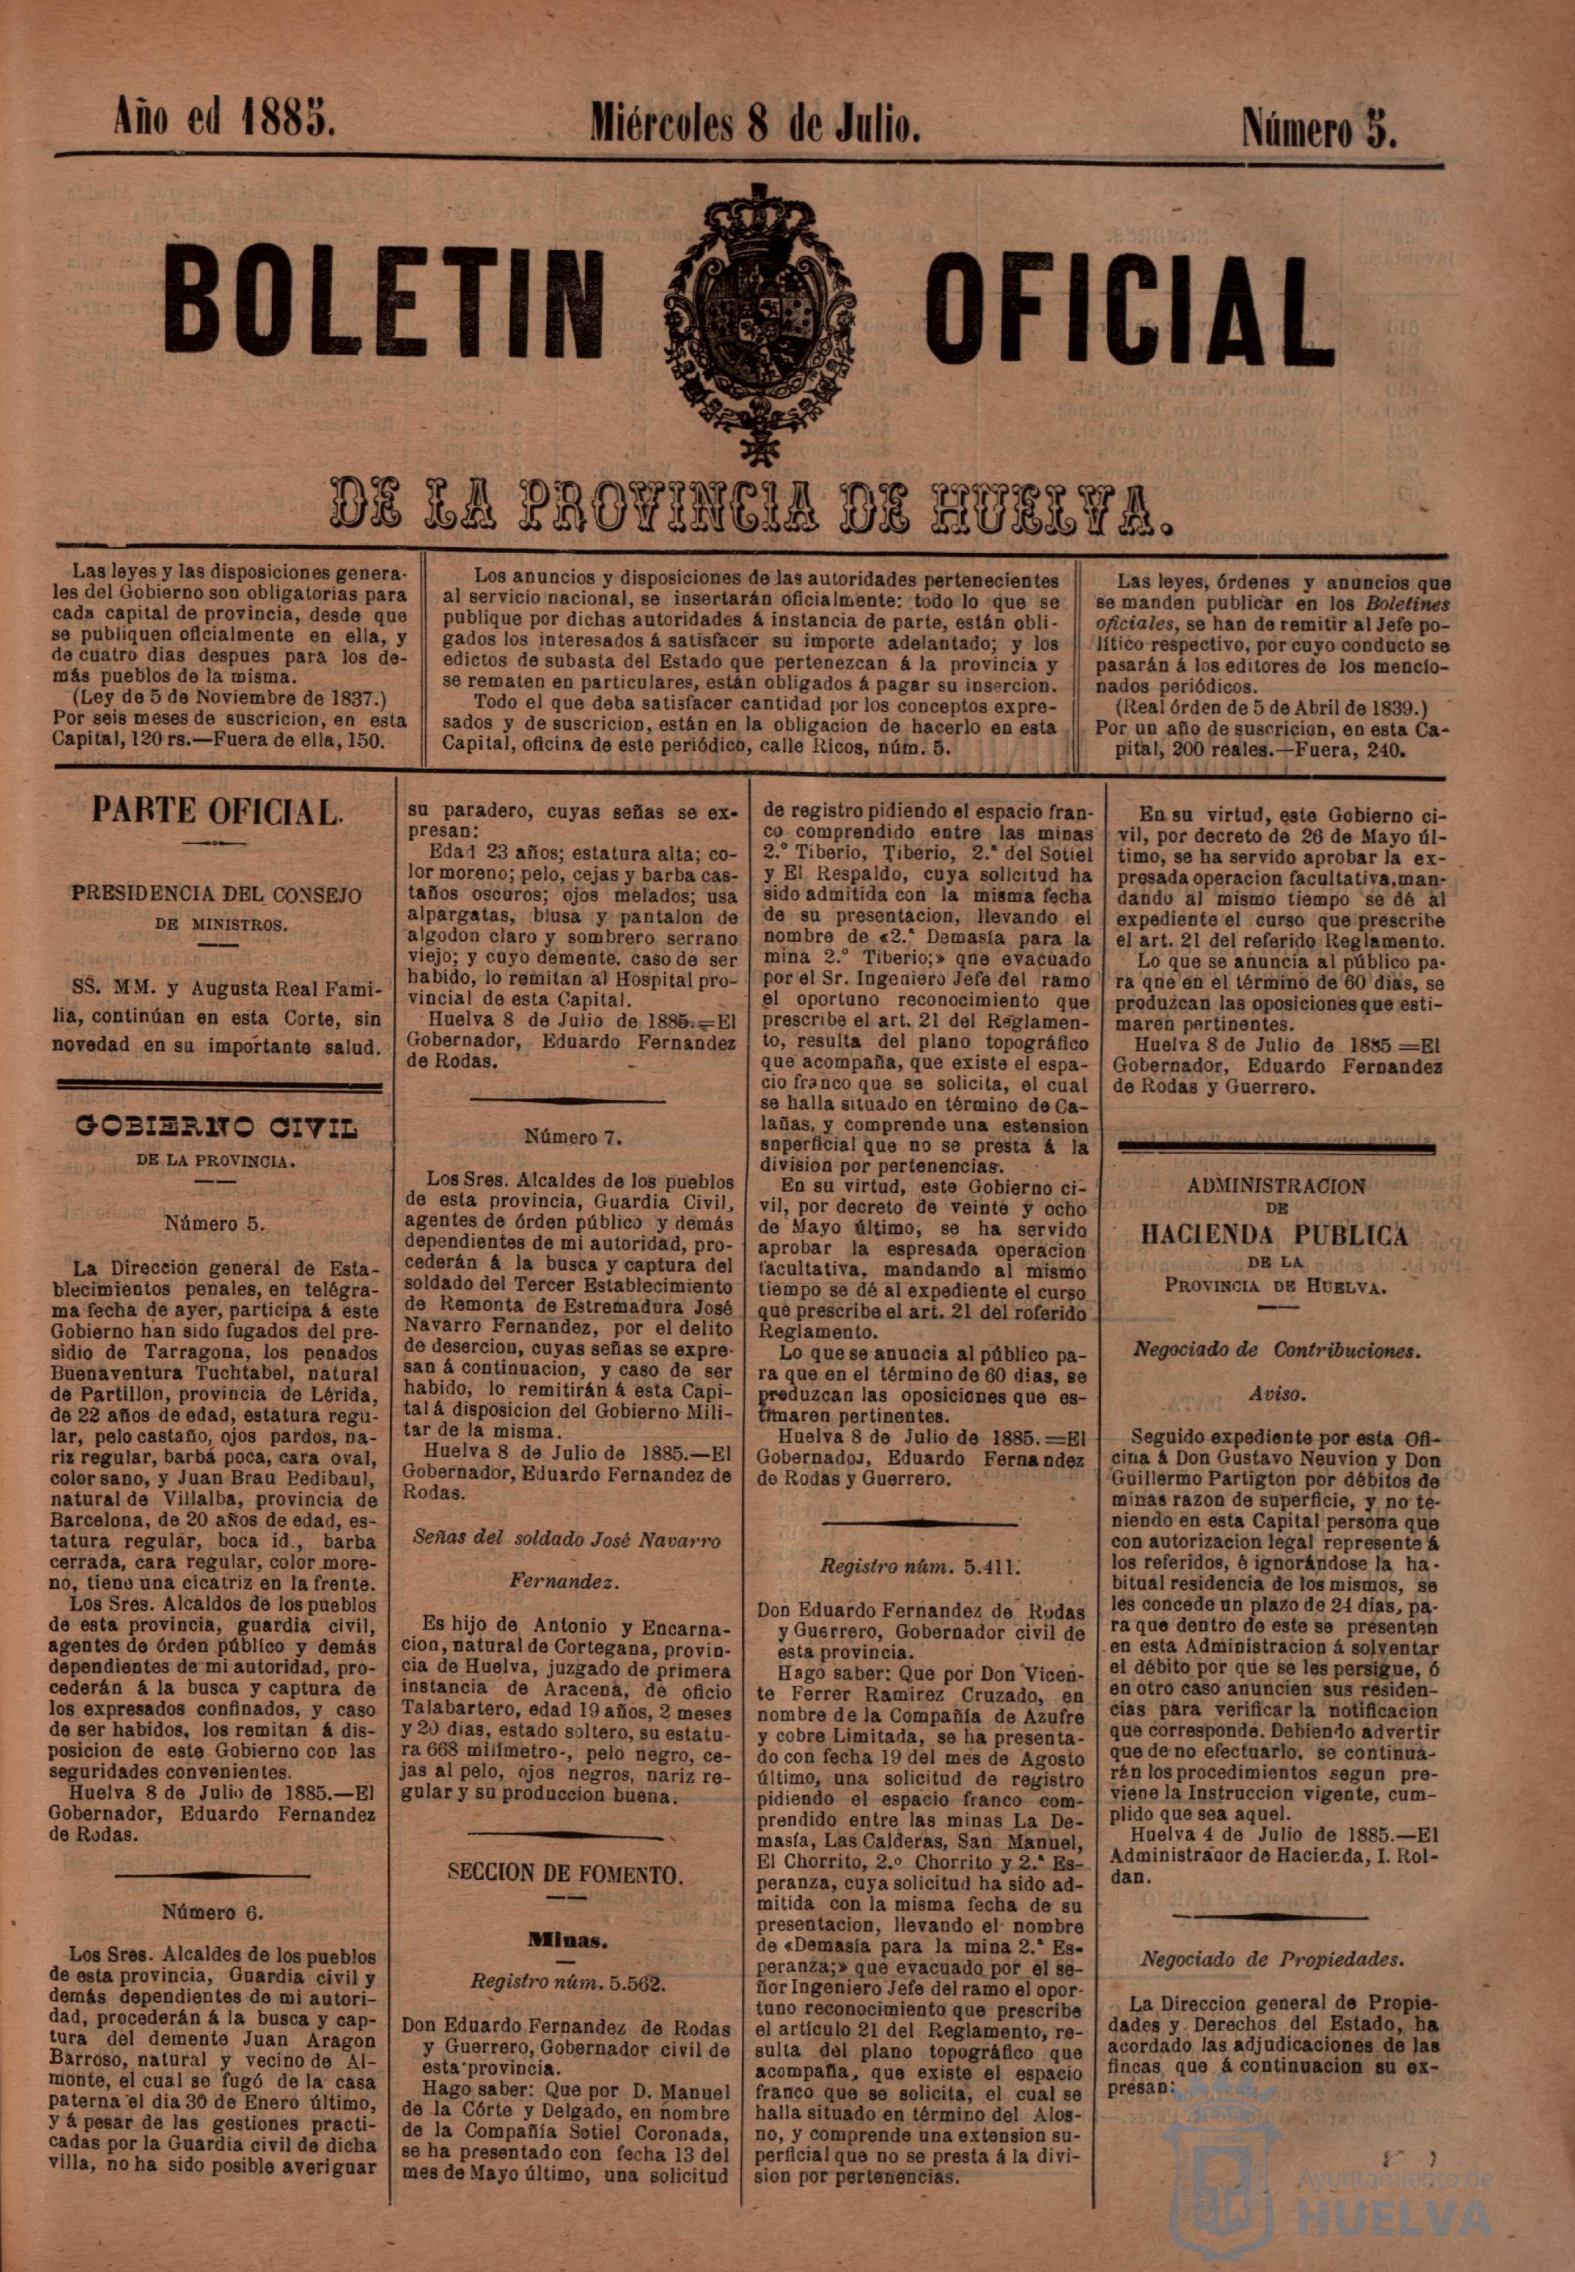 Año ed 1885.
Miércoles 8 de Julio.
Número 5.
BOLETIN OFICIAL
DE LA PROVINCIA DE HUELVA.
Las leyes y las disposiciones genera-
les del Gobierno son obligatorias para
cada capital de provincia, desde que
se publiquen oficialmente en ella, y
de cuatro dias despues para los de-
más pueblos de la misma.
(Ley de 5 de Noviembre de 1837.)
Por seis meses de suscricion, en esta
Capital, 120 rs.—Fuera de ella, 150.
Los anuncios y disposiciones de las autoridades pertenecientes
al servicio nacional, se insertarán oficialmente: todo lo que se
publique por dichas autoridades á instancia de parte, están obli-
gados los interesados á satisfacer su importe adelantado; y los
edictos de subasta del Estado que pertenezcan á la provincia y
se rematen en particulares, están obligados á pagar su insercion.
Todo el que deba satisfacer cantidad por los conceptos expre-
sados y de suscricion, están en la obligacion de hacerlo en esta
Capital, oficina de este periódico, calle Ricos, núm. 5.
Las leyes, órdenes y anuncios que
se manden publicar en los Boletines
oficiales, se han de remitir al Jefe po-
lítico respectivo, por cuyo conducto se
pasarán á los editores de los mencio-
nados periódicos.
(Real órden de 5 de Abril de 1839.)
Por un año de suscricion, en esta Ca-
pital, 200 reales.—Fuera, 240.
PARTE OFICIAL.
PRESIDENCIA DEL CONSEJO
DE MINISTROS.
SS. MM. y Augusta Real Fami-
lia, continúan en esta Corte, sin
novedad en su importante salud.
GOBIERNO CIVIL
DE LA PROVINCIA.
Número 5.
La Direccion general de Esta-
blecimientos penales, en telégra-
ma fecha de ayer, participa á este
Gobierno han sido fugados del pre-
sidio de Tarragona, los penados
Buenaventura Tuchtabel, natural
de Partillon, provincia de Lérida,
de 22 años de edad, estatura regu-
lar, pelo castaño, ojos pardos, na-
riz regular, barba poca, cara oval,
color sano, y Juan Brau Pedibaul,
natural de Villalba, provincia de
Barcelona, de 20 años de edad, es-
tatura regular, boca id., barba
cerrada, cara regular, color more-
no, tiene una cicatriz en la frente.
Los Sres. Alcaldos de los pueblos
de esta provincia, guardia civil,
agentes de órden público y demás
dependientes de mi autoridad, pro-
cederán á la busca y captura de
los expresados confinados, y caso
de ser habidos, los remitan á dis-
posicion de este Gobierno con las
seguridades convenientes.
Huelva 8 de Julio de 1885.—El
Gobernador, Eduardo Fernandez
de Rodas.
Número 6.
Los Sres. Alcaldes de los pueblos
de esta provincia, Guardia civil y
demás dependientes de mi autori-
dad, procederán á la busca y cap-
tura del demente Juan Aragon
Barroso, natural y vecino de Al-
monte, el cual se fugó de la casa
paterna el dia 30 de Enero último,
y á pesar de las gestiones practi-
cadas por la Guardia civil de dicha
villa, no ha sido posible averiguar
su paradero, cuyas señas se ex-
presan:
Edad 23 años; estatura alta; co-
lor moreno; pelo, cejas y barba cas-
taños oscuros; ojos melados; usa
alpargatas, blusa y pantalon de
algodon claro y sombrero serrano
viejo; y cuyo demente, caso de ser
habido, lo remitan al Hospital pro-
vincial de esta Capital.
Huelva 8 de Julio de 1885.=El
Gobernador, Eduardo Fernandez
de Rodas.
Número 7.
Los Sres. Alcaldes de los pueblos
de esta provincia, Guardia Civil,
agentes de órden público y demás
dependientes de mi autoridad, pro-
cederán á la busca y captura del
soldado del Tercer Establecimiento
de Remonta de Estremadura José
Navarro Fernandez, por el delito
de desercion, cuyas señas se expre-
san á continuacion, y caso de ser
habido, lo remitirán á esta Capi-
tal á disposicion del Gobierno Mili-
tar de la misma.
Huelva 8 de Julio de 1885.—El
Gobernador, Eduardo Fernandez de
Rodas.
Señas del soldado José Navarro
Fernandez.
Es hijo de Antonio y Encarna-
cion, natural de Cortegana, provin-
cia de Huelva, juzgado de primera
instancia de Aracena, de oficio
Talabartero, edad 19 años, 2 meses
y 20 dias, estado soltero, su estatu-
ra 668 milímetro-, pelo negro, ce-
jas al pelo, ojos negros, nariz re-
gular y su produccion buena.
SECCION DE FOMENTO.
Minas.
Registro núm. 5.562.
Don Eduardo Fernandez de Rodas
y Guerrero, Gobernador civil de
esta provincia.
Hago saber: Que por D. Manuel
de la Córte y Delgado, en nombre
de la Compañía Sotiel Coronada,
se ha presentado con fecha 13 del
mes de Mayo último, una solicitud
de registro pidiendo el espacio fran-
co comprendido entre las minas
2.º Tiberio, Tiberio, 2.ª del Sotiel
y El Respaldo, cuya solicitud ha
sido admitida con la misma fecha
de su presentacion, llevando el
nombre de «2.ª Demasía para la
mina 2.º Tiberio;» qne evacuado
por el Sr. Ingeniero Jefe del ramo
el oportuno reconocimiento que
prescribe el art. 21 del Reglamen-
to, resulta del plano topográfico
que acompaña, que existe el espa-
cio franco que se solicita, el cual
se halla situado en término de Ca-
lañas, y comprende una estension
snperficial que no se presta á la
division por pertenencias.
En su virtud, este Gobierno ci-
vil, por decreto de veinte y ocho
de Mayo último, se ha servido
aprobar la espresada operacion
facultativa, mandando al mismo
tiempo se dé al expediente el curso
que prescribe el art. 21 del roferido
Reglamento.
Lo que se anuncia al público pa-
ra que en el término de 60 dias, se
produzcan las oposiciones que es-
timaren pertinentes.
Huelva 8 de Julio de 1885.=El
Gobernador, Eduardo Fernandez
de Rodas y Guerrero.
Registro núm. 5.411.
Don Eduardo Fernandez de Rodas
y Guerrero, Gobernador civil de
esta provincia.
Hago saber: Que por Don Vicen-
te Ferrer Ramirez Cruzado, en
nombre de la Compañía de Azufre
y cobre Limitada, se ha presenta-
do con fecha 19 del mes de Agosto
último, una solicitud de registro
pidiendo el espacio franco com-
prendido entre las minas La De-
masía, Las Calderas, San Manuel,
El Chorrito, 2.º Chorrito y 2.ª Es-
peranza, cuya solicitud ha sido ad-
mitida con la misma fecha de su
presentacion, llevando el nombre
de «Demasía para la mina 2.ª Es-
peranza;» que evacuado por el se-
ñor Ingeniero Jefe del ramo el opor-
tuno reconocimiento que prescribe
el artículo 21 del Reglamento, re-
sulta del plano topográfico que
acompaña, que existe el espacio
franco que se solicita, el cual se
halla situado en término del Alos-
no, y comprende una extension su-
perficial que no se presta á la divi-
sion por pertenencias.
En su virtud, este Gobierno ci-
vil, por decreto de 26 de Mayo úl-
timo, se ha servido aprobar la ex-
presada operacion facultativa, man-
dando al mismo tiempo se dé al
expediente el curso que prescribe
el art. 21 del referido Reglamento.
Lo que se anuncia al público pa-
ra qne en el término de 60 dias, se
produzcan las oposiciones que esti-
maren pertinentes.
Huelva 8 de Julio de 1885.=El
Gobernador, Eduardo Fernandez
de Rodas y Guerrero.
ADMINISTRACION
DE
HACIENDA PUBLICA
DE LA
PROVINCIA DE HUELVA.
Negociado de Contribuciones.
Aviso.
Seguido expediente por esta Ofi-
cina á Don Gustavo Neuvion y Don
Guillermo Partigton por débitos de
minas razon de superficie, y no te-
niendo en esta Capital persona que
con autorizacion legal represente á
los referidos, é ignorándose la ha-
bitual residencia de los mismos, se
les concede un plazo de 24 dias, pa-
ra que dentro de este se presenten
en esta Administracion á solventar
el débito por que se les persigue, ó
en otro caso anuncien sus residen-
cias para verificar la notificacion
que corresponde. Debiendo advertir
que de no efectuarlo, se continua-
rán los procedimientos segun pre-
viene la Instruccion vigente, cum-
plido que sea aquel.
Huelva 4 de Julio de 1885.—El
Administrador de Hacienda, I. Rol-
dan.
Negociado de Propiedades.
La Direccion general de Propie-
dades y Derechos del Estado, ha
acordado las adjudicaciones de las
fincas que á continuacion su ex-
presan:
Ayuntamiento de
HUELVA